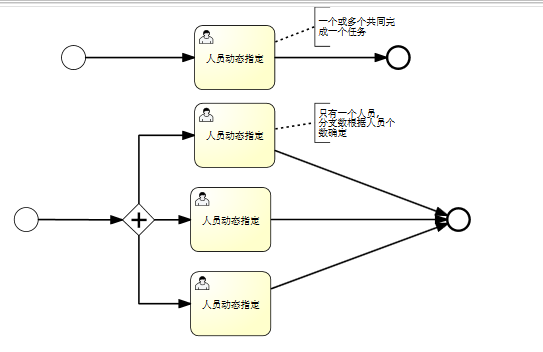 一个或多个共同完
成一个任务
人员动态指定
只有一个人员，
分支数根据人员个
数确定
人员动态指定
人员动态指定
人员动态指定